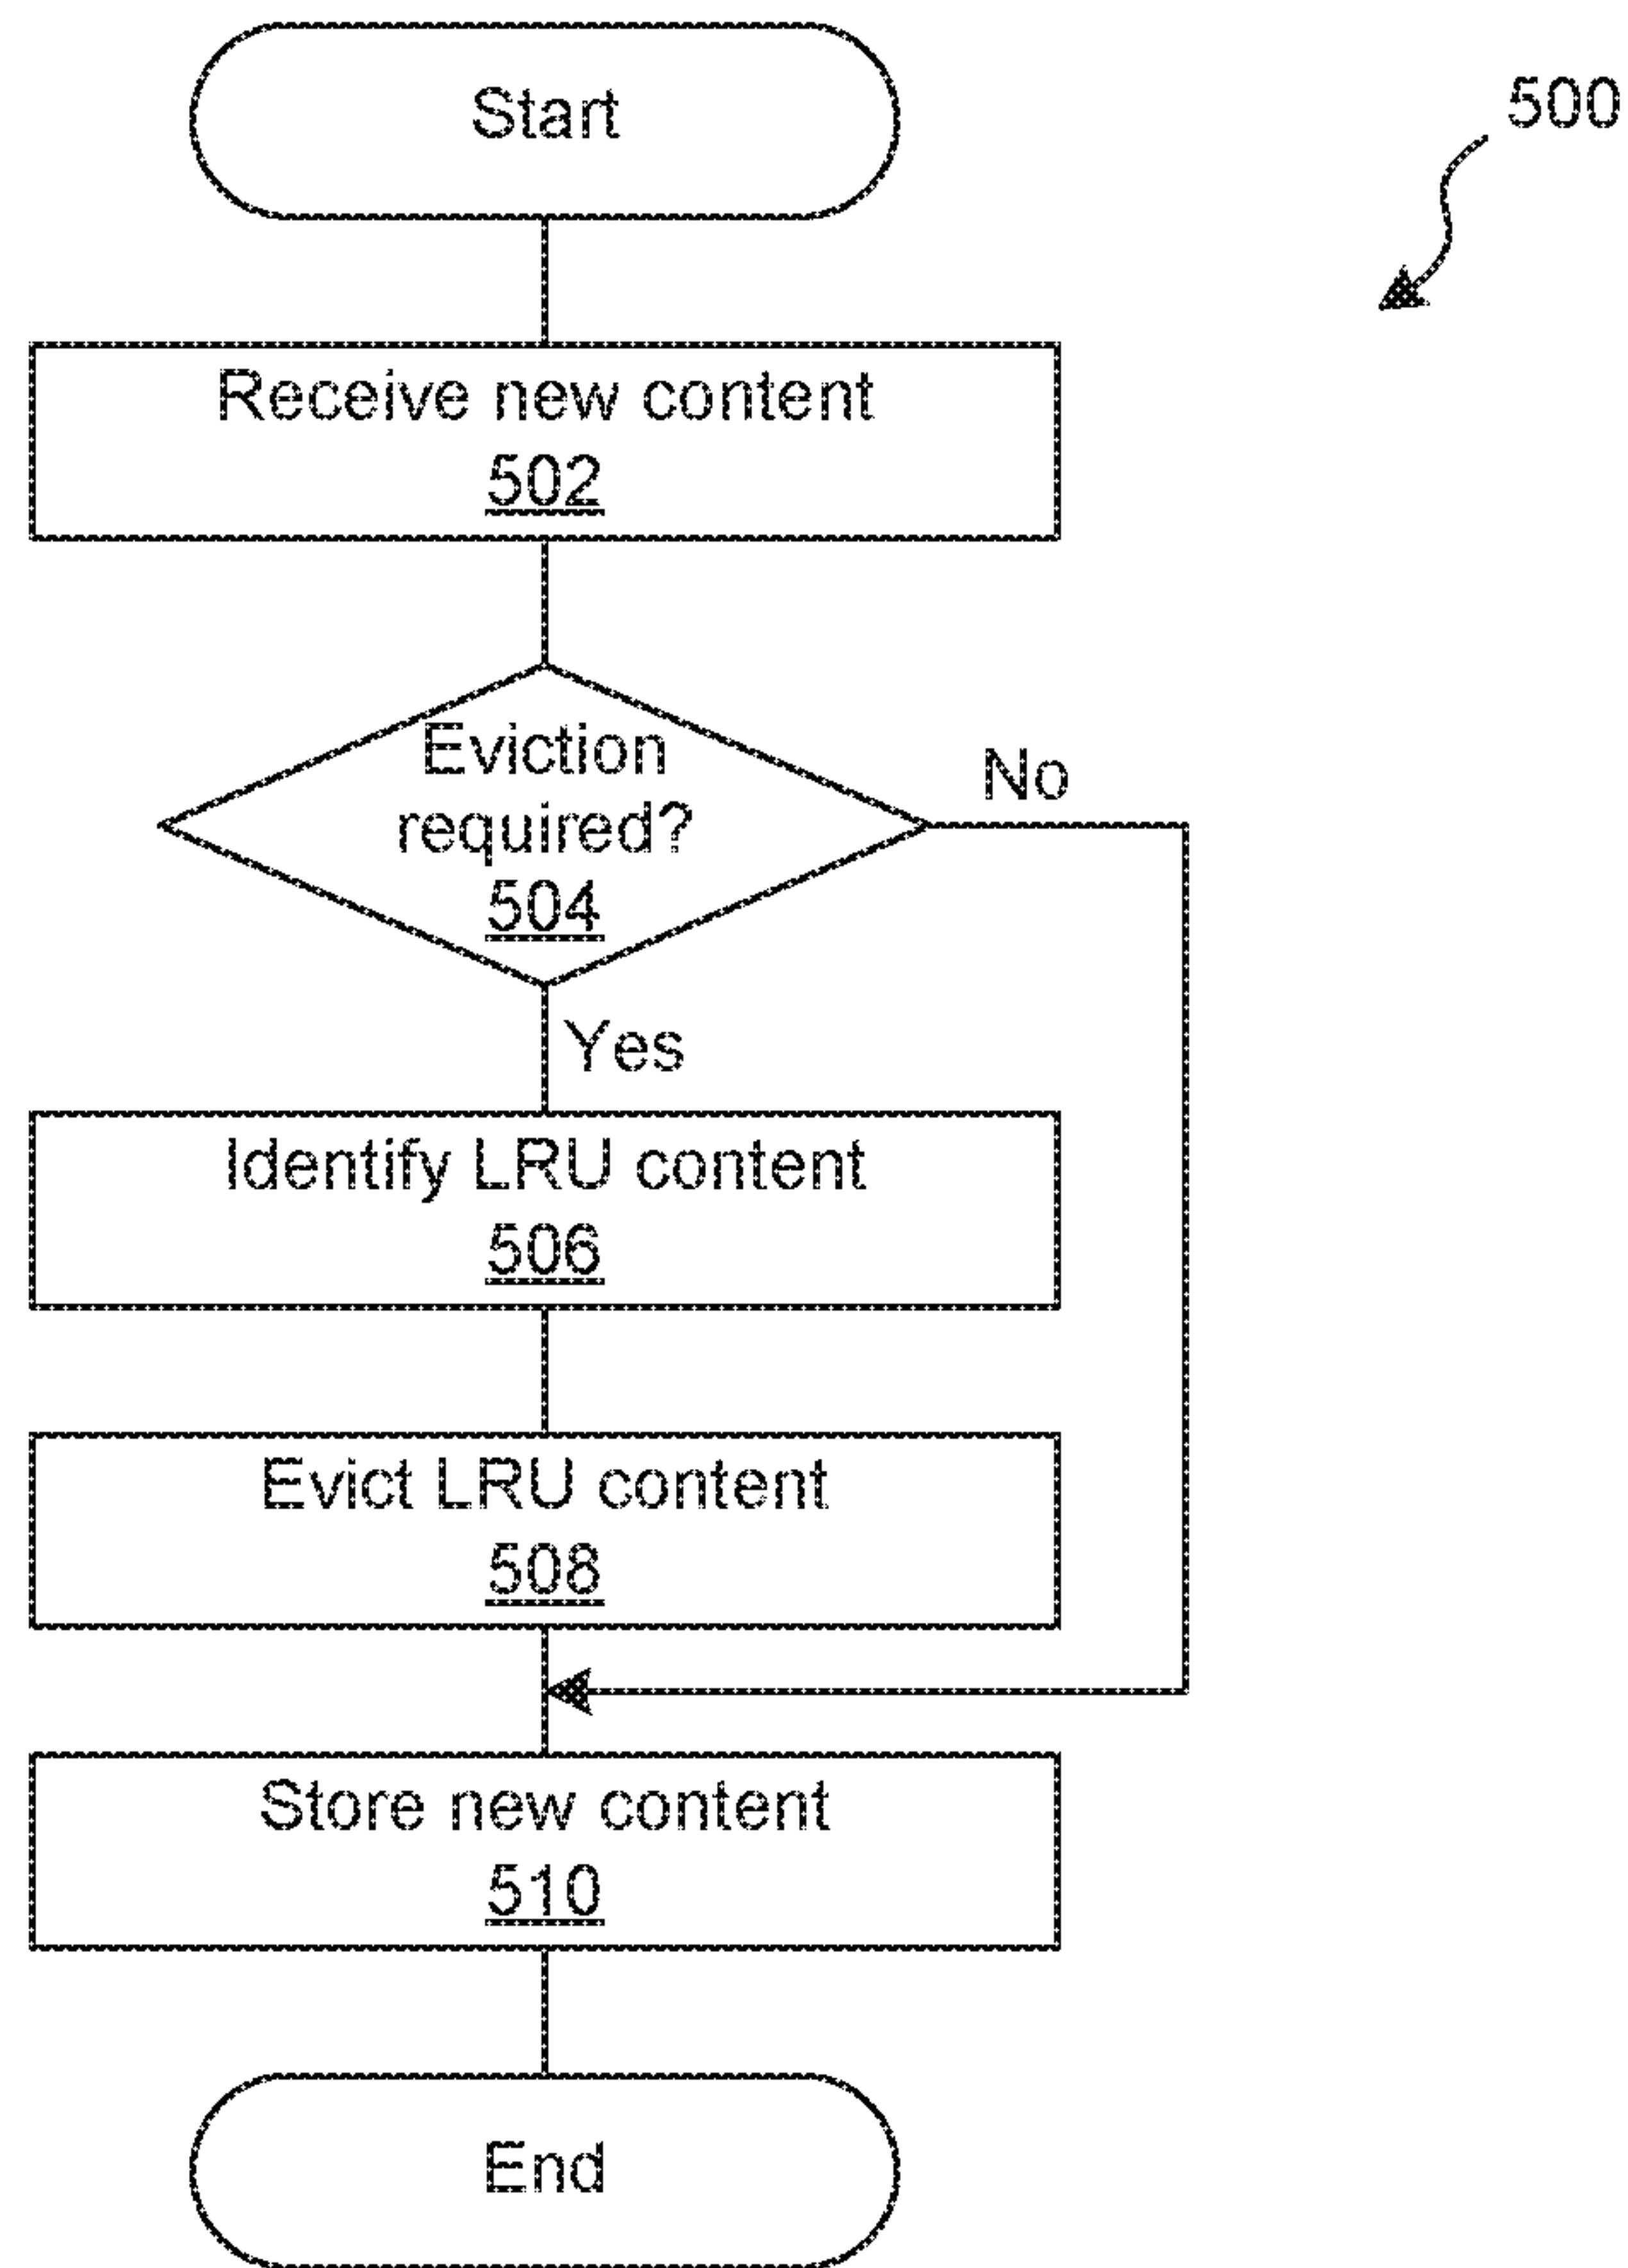 Start
500
Receive new content
502
Eviction
required?
504
No
Yes
Identify LRU content
506
Evict LRU content
508
Store new content
510
End